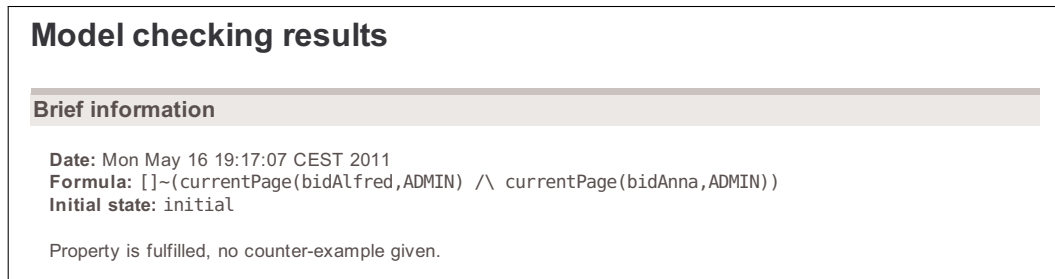 Model checking results
Brief information
Date: Mon May 16 19:17:07 CEST 2011
Formula: []~(currentPage(bidAlfred,ADMIN) /\ currentPage(bidAnna,ADMIN))
Initial state: initial
Property is fulfilled, no counter-example given.